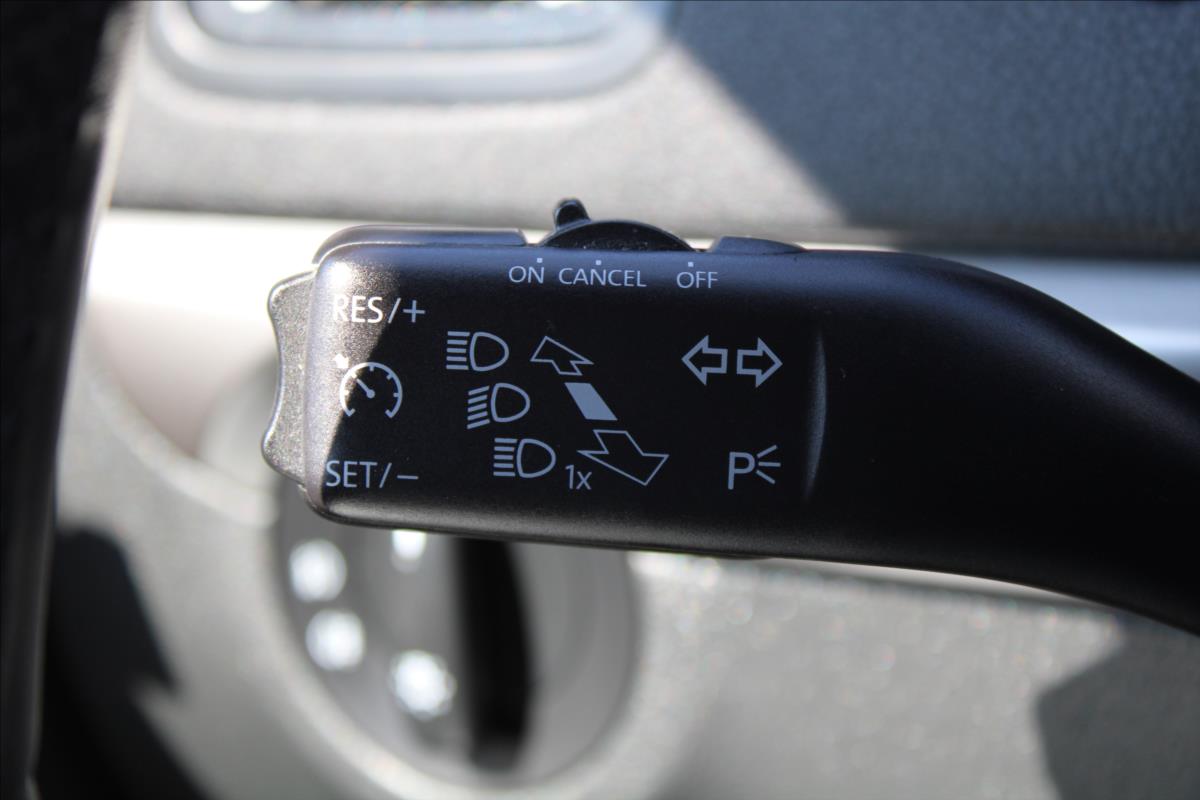 ON CANCEL OFF
RES/+
SET/−
1x
P